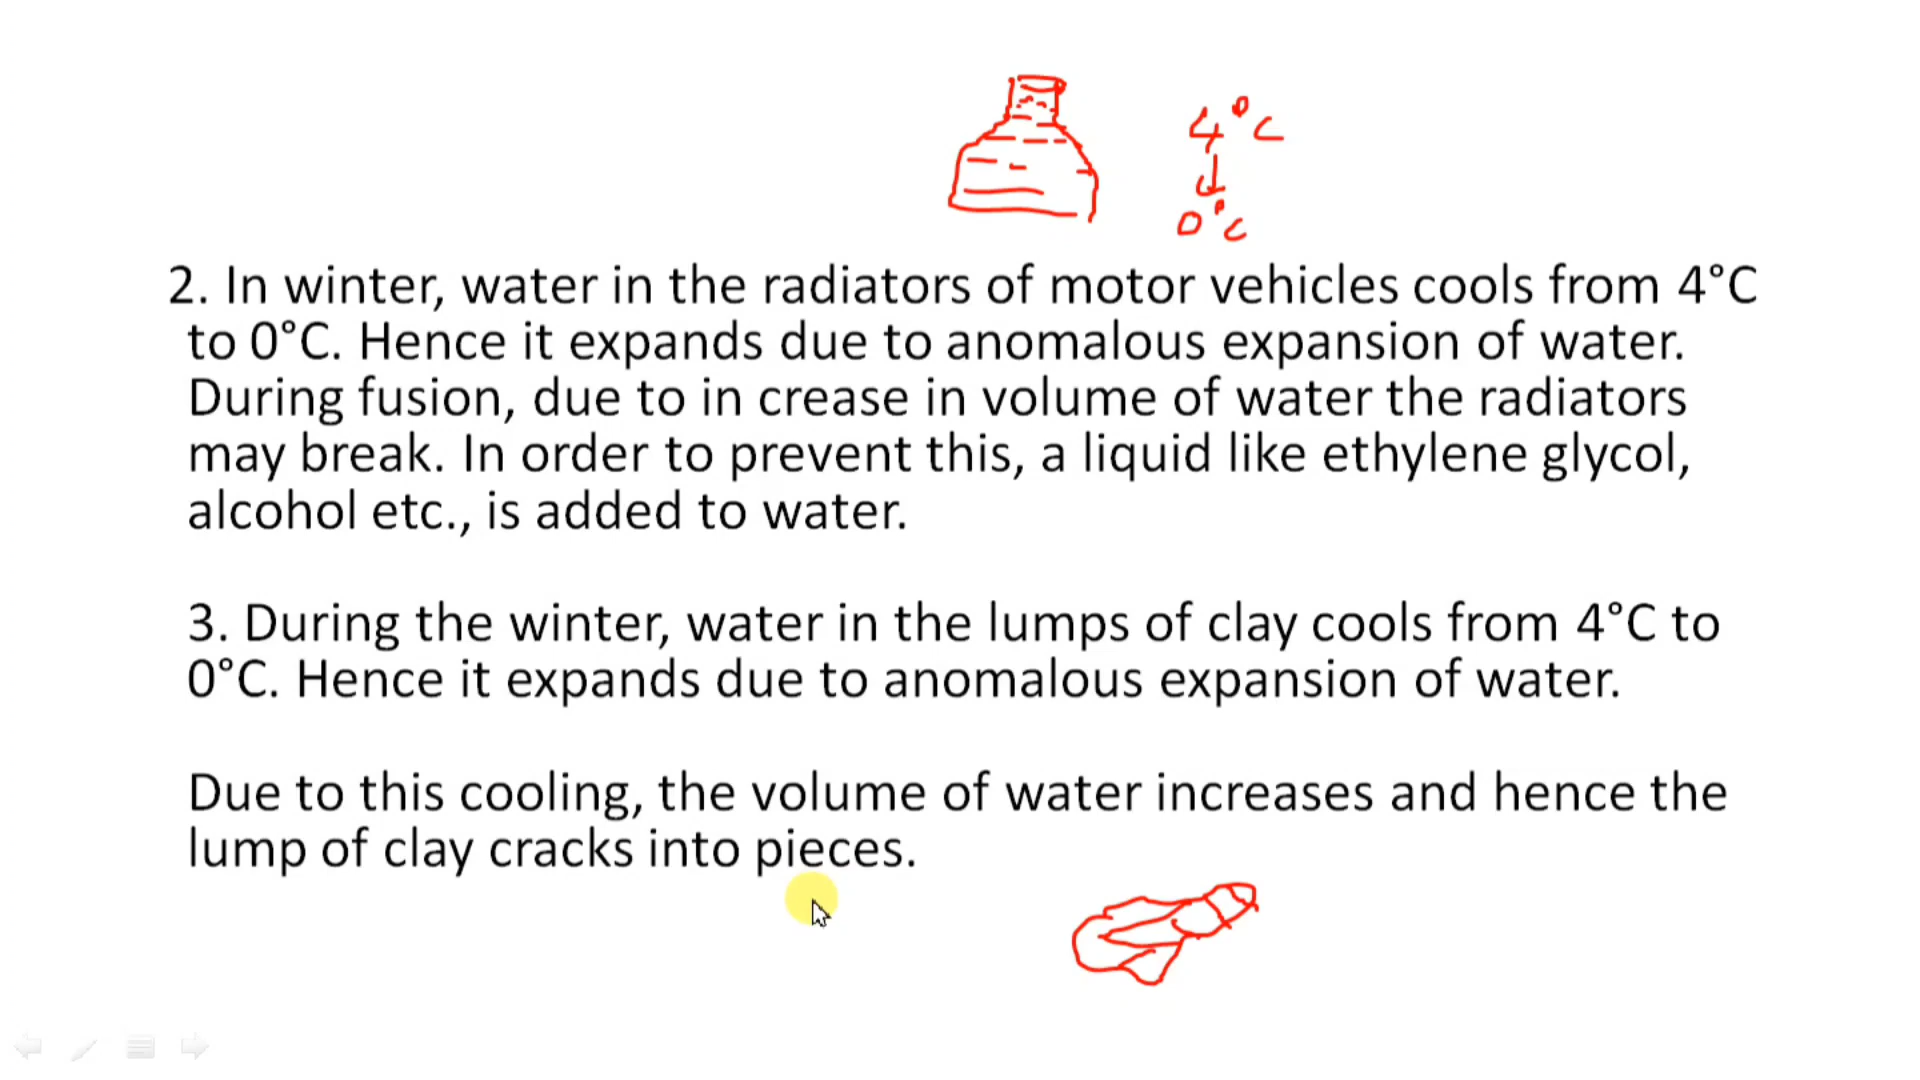 4°C
↓
0°C
2. In winter, water in the radiators of motor vehicles cools from 4°C
to 0°C. Hence it expands due to anomalous expansion of water.
During fusion, due to in crease in volume of water the radiators
may break. In order to prevent this, a liquid like ethylene glycol,
alcohol etc., is added to water.
3. During the winter, water in the lumps of clay cools from 4°C to
0°C. Hence it expands due to anomalous expansion of water.
Due to this cooling, the volume of water increases and hence the
lump of clay cracks into pieces.